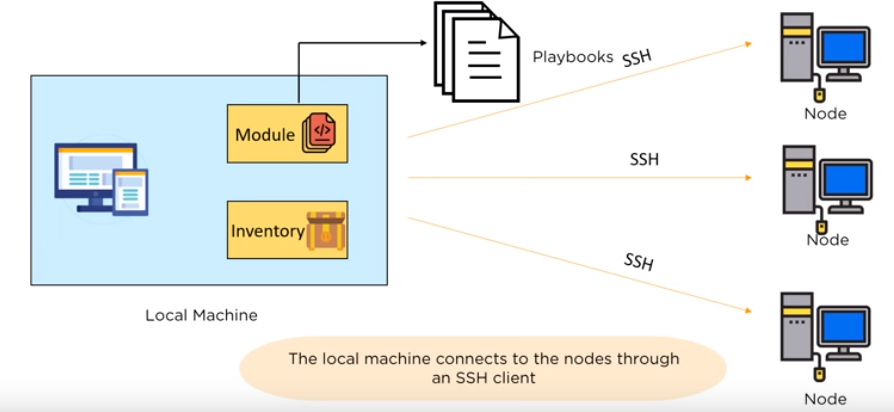 Playbooks
SSH
Module
Node
SSH
Inventory
Node
SSH
Local Machine
The local machine connects to the nodes through
an SSH client
Node